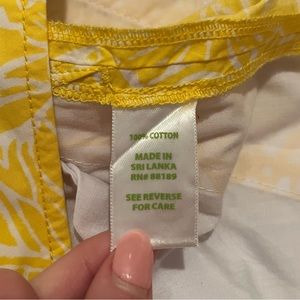 100% COTTON
MADE IN
SRI LANKA
RN# 88189
SEE REVERSE
FOR CARE